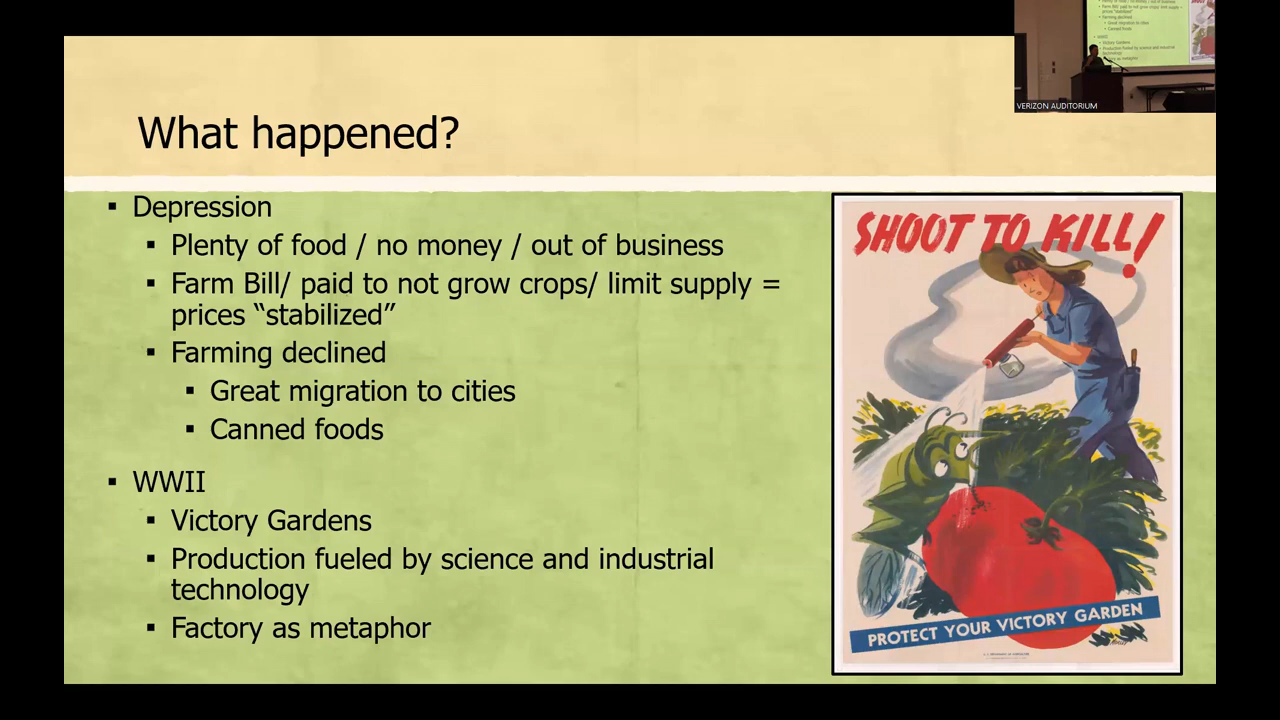 What happened?
▪ Depression
▪ Plenty of food / no money / out of business
▪ Farm Bill/ paid to not grow crops/ limit supply =
prices “stabilized”
▪ Farming declined
▪ Great migration to cities
▪ Canned foods
▪ WWII
▪ Victory Gardens
▪ Production fueled by science and industrial
technology
▪ Factory as metaphor
SHOOT TO KILL!
PROTECT YOUR VICTORY GARDEN
VERIZON AUDITORIUM